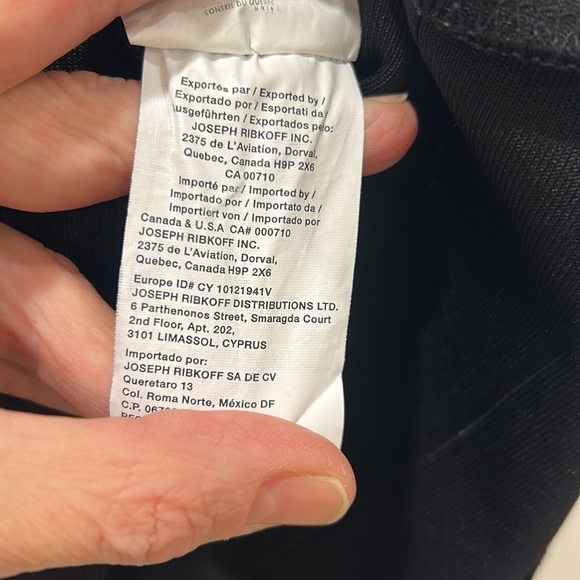 CONSEIL DU QUÉBEC
Exportés par / Exported by /
Exportado por / Esportati da /
ausgeführten / Exportados pelo:
JOSEPH RIBKOFF INC.
2375 de L'Aviation, Dorval,
Quebec, Canada H9P 2X6
CA 00710
Importé par / Imported by /
Importado por / Importato da /
Importiert von / Importado por
Canada & U.S.A CA# 000710
JOSEPH RIBKOFF INC.
2375 de L'Aviation, Dorval,
Quebec, Canada H9P 2X6
Europe ID# CY 10121941V
JOSEPH RIBKOFF DISTRIBUTIONS LTD.
6 Parthenonos Street, Smaragda Court
2nd Floor, Apt. 202,
3101 LIMASSOL, CYPRUS
Importado por:
JOSEPH RIBKOFF SA DE CV
Queretaro 13
Col. Roma Norte, México DF
C.P.